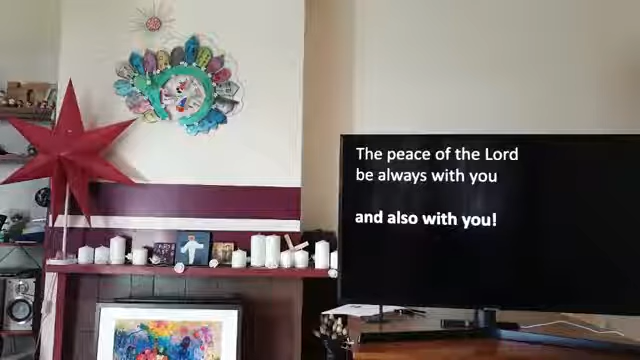 The peace of the Lord
be always with you
and also with you!